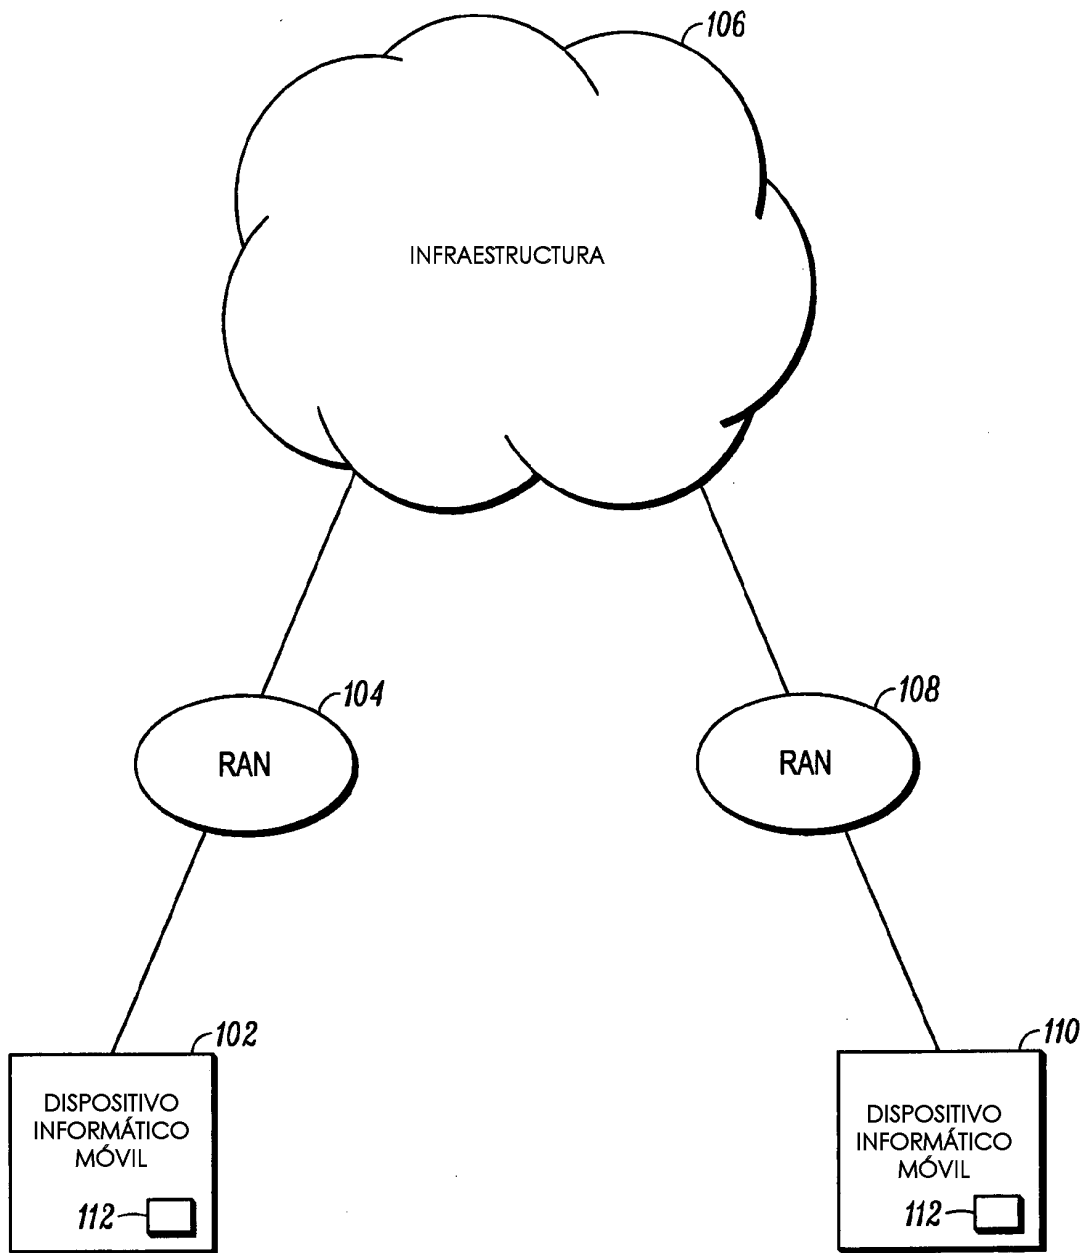 106
INFRAESTRUCTURA
104
RAN
108
RAN
102
DISPOSITIVO
INFORMÁTICO
MÓVIL
112
110
DISPOSITIVO
INFORMÁTICO
MÓVIL
112